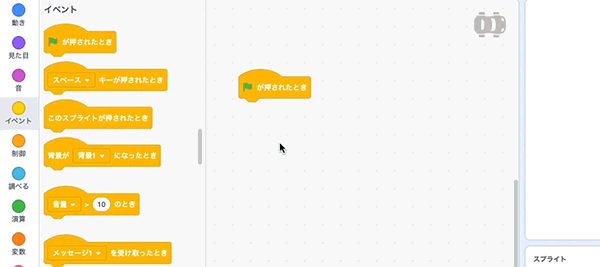 動き
見た目
音
イベント
制御
調べる
演算
変数
イベント
が押されたとき
スペース キーが押されたとき
このスプライトが押されたとき
背景が 背景1 になったとき
音量 > 10 のとき
メッセージ1 を受け取ったとき
が押されたとき
スプライト